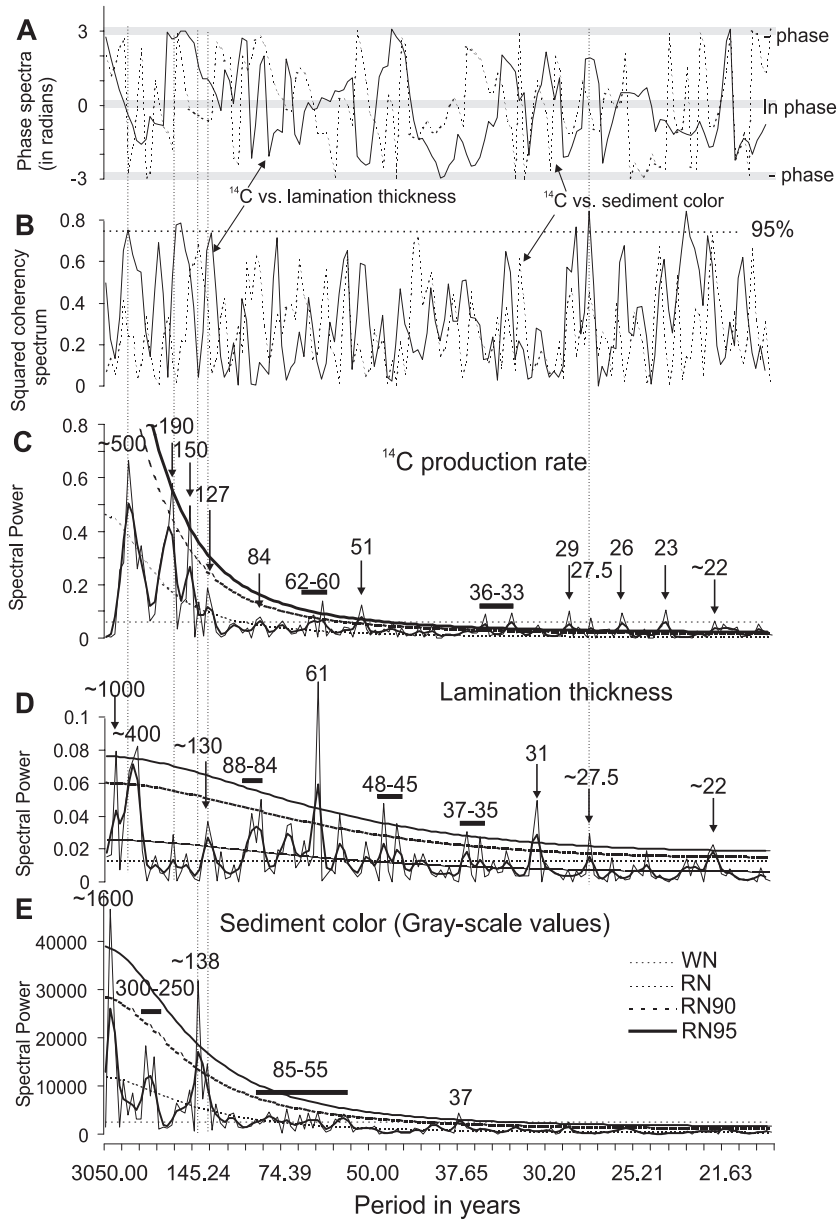 A
Phase spectra
(in radians)
3
0
-3
- phase
In phase
- phase
¹⁴C vs. lamination thickness
¹⁴C vs. sediment color
B
Squared coherency
spectrum
0.8
0.6
0.4
0.2
0
95%
C
¹⁴C production rate
Spectral Power
0.8
0.6
0.4
0.2
0
~500
~190
150
127
84
62-60
51
36-33
29
27.5
26
23
~22
D
Lamination thickness
Spectral Power
0.1
0.08
0.06
0.04
0.02
0
~1000
~400
~130
88-84
61
48-45
37-35
31
~27.5
~22
E
Sediment color (Gray-scale values)
Spectral Power
40000
30000
20000
10000
0
~1600
300-250
~138
85-55
37
WN
RN
RN90
RN95
3050.00 145.24 74.39 50.00 37.65 30.20 25.21 21.63
Period in years